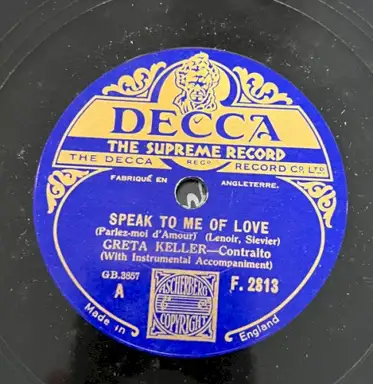 DECCA
THE SUPREME RECORD
THE DECCA REGD RECORD CO, LTD
FABRIQUÉ EN ANGLETERRE.
SPEAK TO ME OF LOVE
(Parlez-moi d'Amour) (Lenoir, Sievier)
GRETA KELLER—Contralto
(With Instrumental Accompaniment)
GB.3857
A
F. 2813
ASCHERBERG
COPYRIGHT
Made in England